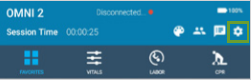 OMNI 2 Disconnected... 100%
Session Time 00:00:25
FAVORITES VITALS LABOR CPR